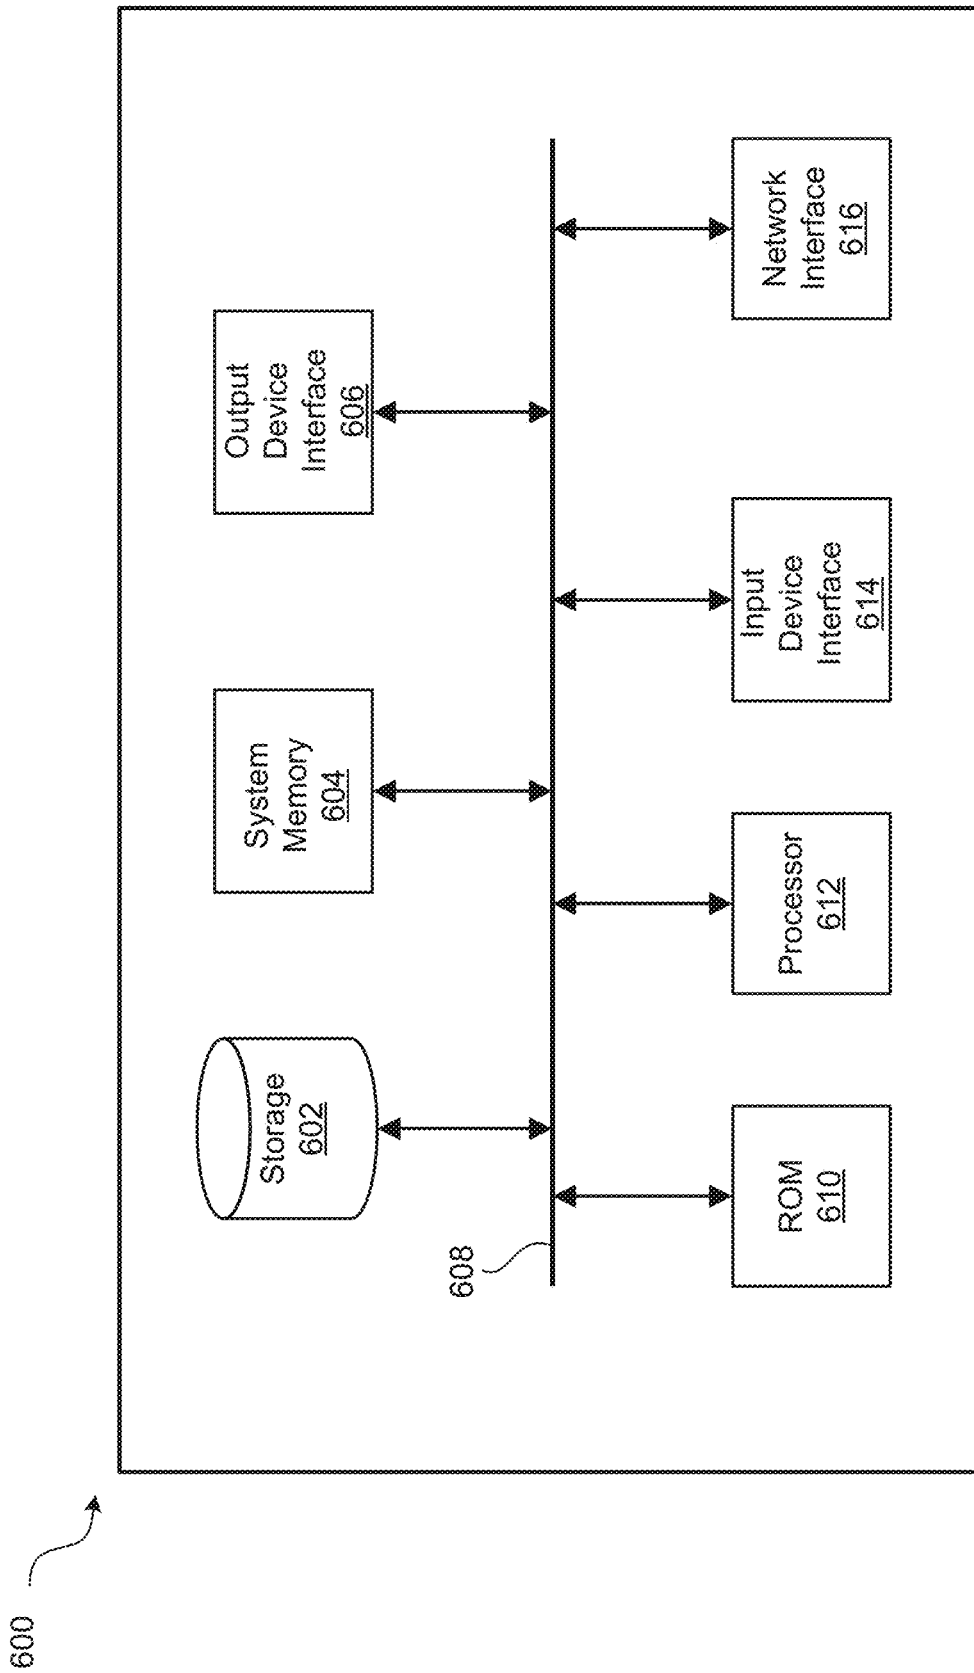 600
Storage
602
System
Memory
604
Output
Device
Interface
606
608
ROM
610
Processor
612
Input
Device
Interface
614
Network
Interface
616